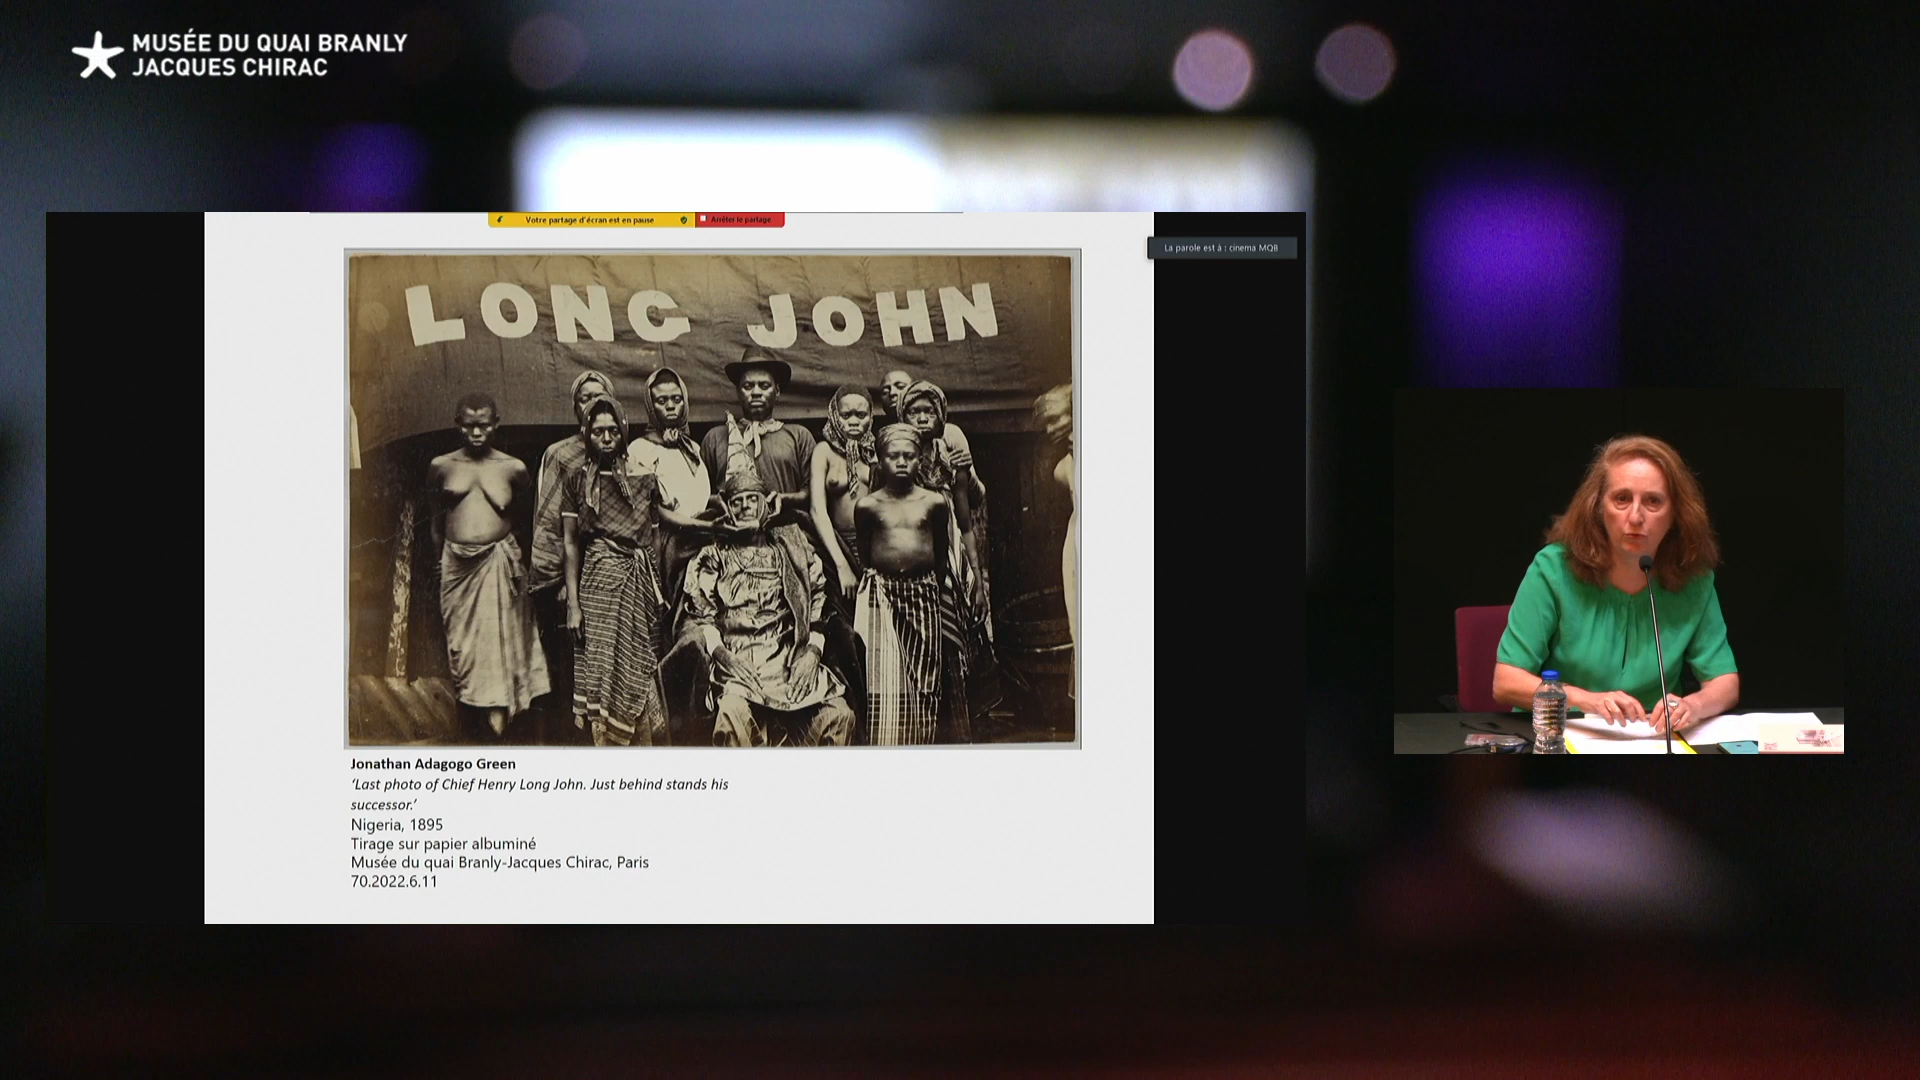 MUSÉE DU QUAI BRANLY
JACQUES CHIRAC
Votre partage d'écran est en pause
Arrêter le partage
La parole est à : cinema MQB
LONG JOHN
Jonathan Adagogo Green
‘Last photo of Chief Henry Long John. Just behind stands his
successor.’
Nigeria, 1895
Tirage sur papier albuminé
Musée du quai Branly-Jacques Chirac, Paris
70.2022.6.11